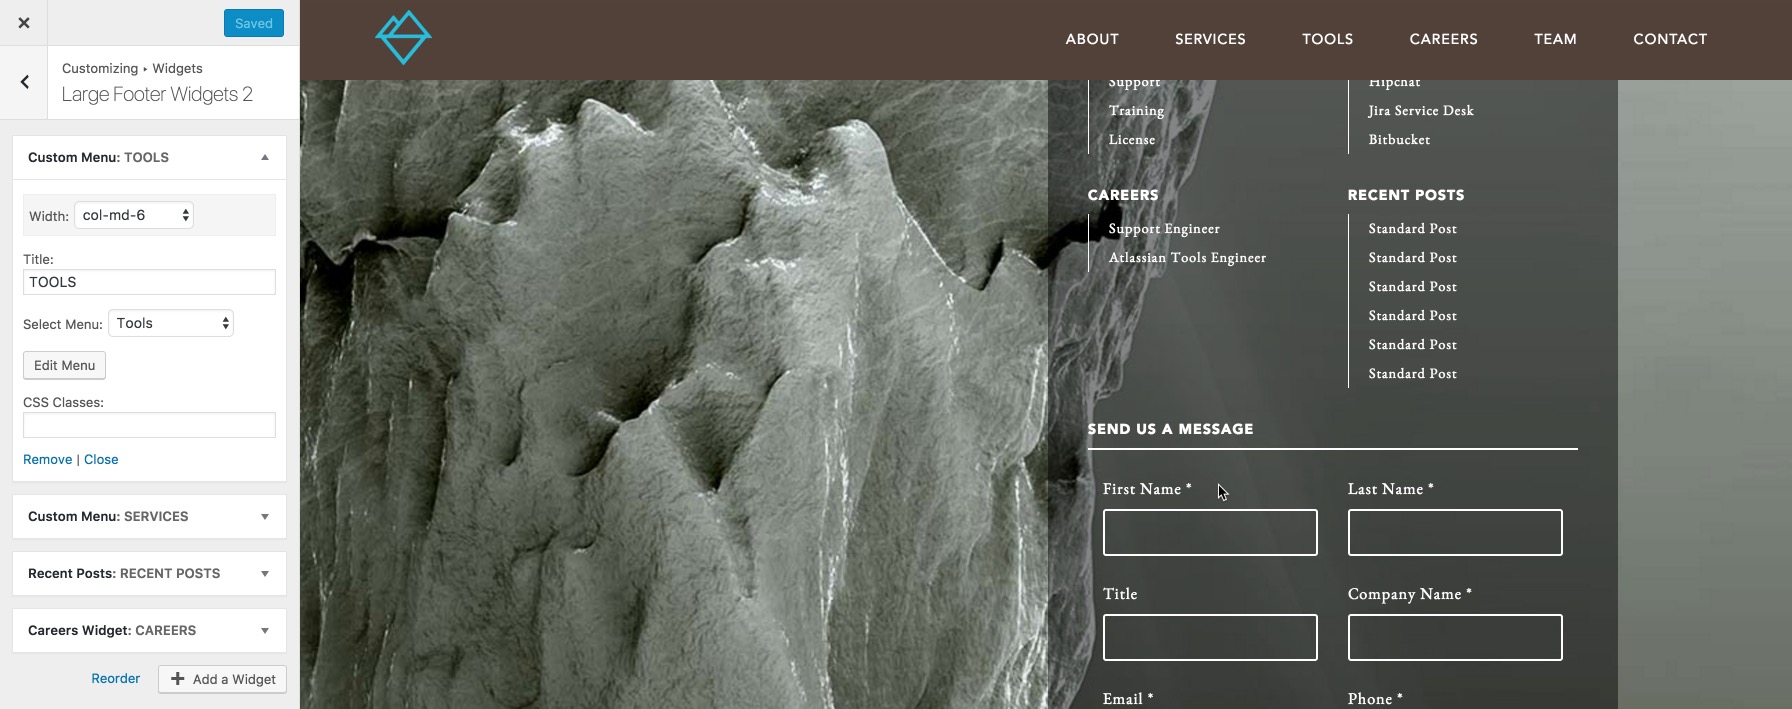 Saved
Customizing ▸ Widgets
Large Footer Widgets 2
Custom Menu: TOOLS
Width: col-md-6
Title:
TOOLS
Select Menu: Tools
Edit Menu
CSS Classes:
Remove | Close
Custom Menu: SERVICES
Recent Posts: RECENT POSTS
Careers Widget: CAREERS
Reorder
Add a Widget
ABOUT SERVICES TOOLS CAREERS TEAM CONTACT
Support
Training
License
Hipchat
Jira Service Desk
Bitbucket
CAREERS
Support Engineer
Atlassian Tools Engineer
RECENT POSTS
Standard Post
Standard Post
Standard Post
Standard Post
Standard Post
Standard Post
SEND US A MESSAGE
First Name *
Last Name *
Title
Company Name *
Email *
Phone *